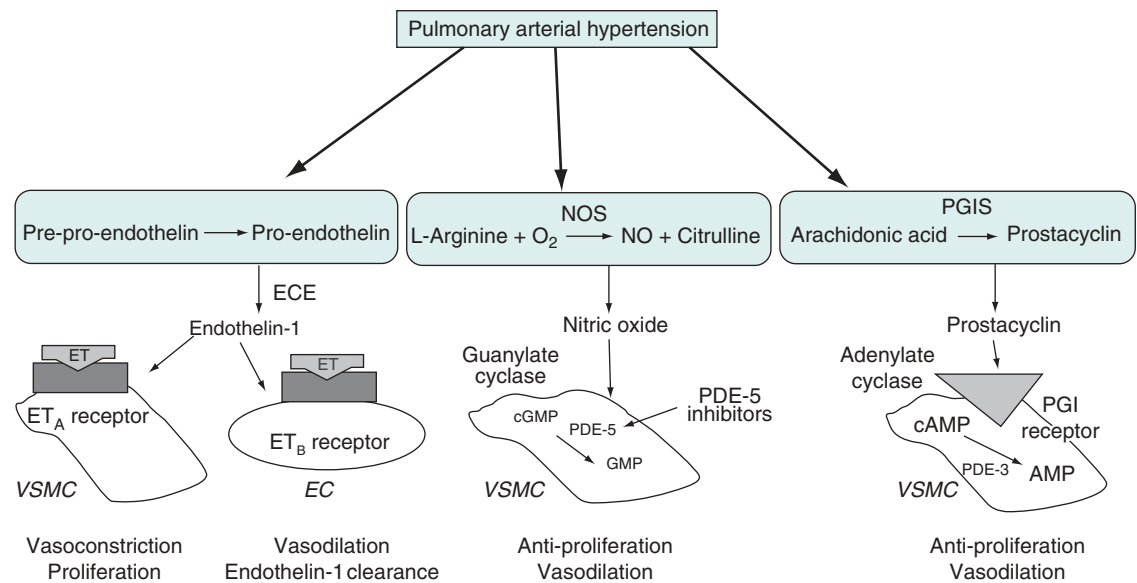 Pulmonary arterial hypertension
Pre-pro-endothelin → Pro-endothelin
NOS
L-Arginine + O₂ → NO + Citrulline
PGIS
Arachidonic acid → Prostacyclin
ECE
Endothelin-1
ET
ET_A receptor
VSMC
ET
ET_B receptor
EC
Nitric oxide
Guanylate
cyclase
cGMP
PDE-5
GMP
PDE-5
inhibitors
VSMC
Prostacyclin
Adenylate
cyclase
PGI
receptor
cAMP
PDE-3
AMP
VSMC
Vasoconstriction
Proliferation
Vasodilation
Endothelin-1 clearance
Anti-proliferation
Vasodilation
Anti-proliferation
Vasodilation